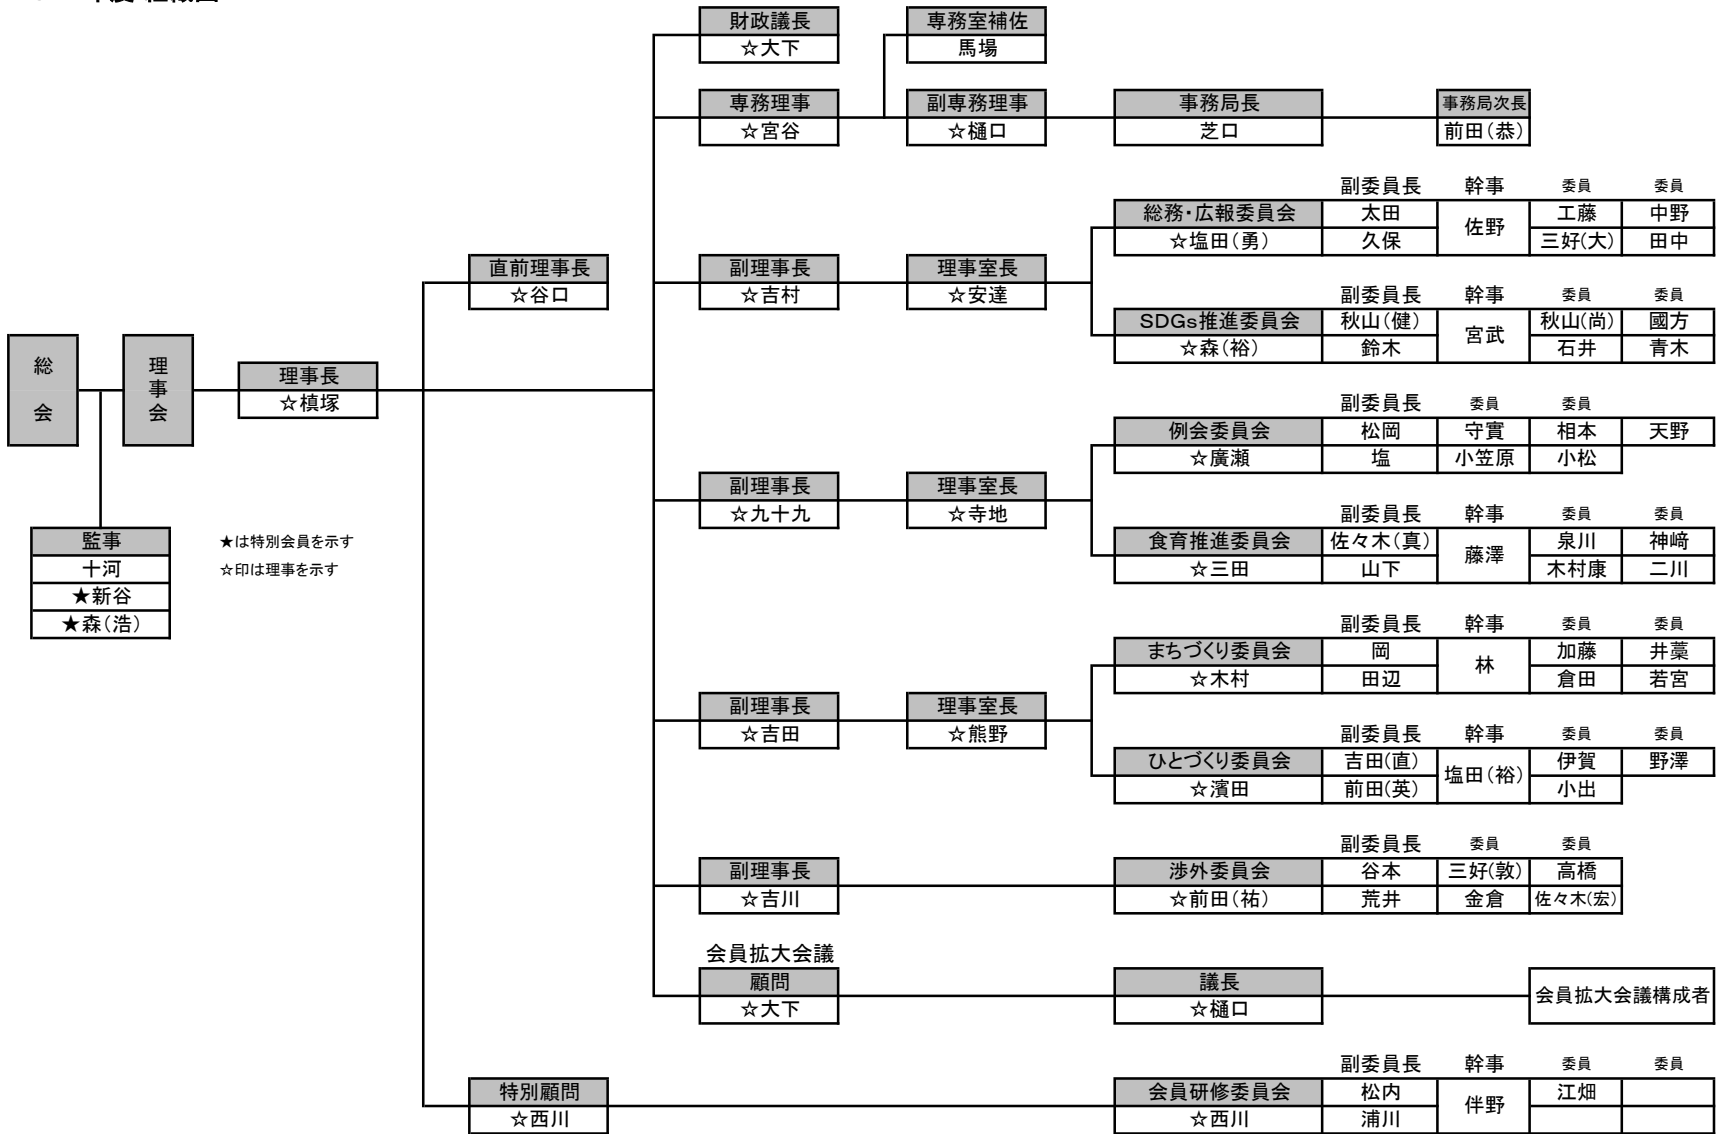 財政議長
☆大下
専務室補佐
馬場
専務理事
☆宮谷
副専務理事
☆樋口
事務局長
芝口
事務局次長
前田(恭)
副委員長 幹事 委員 委員
総務・広報委員会 太田 佐野 工藤 中野
☆塩田(勇) 久保 三好(大) 田中
直前理事長
☆谷口
副理事長
☆吉村
理事室長
☆安達
副委員長 幹事 委員 委員
SDGs推進委員会 秋山(健) 宮武 秋山(尚) 國方
☆森(裕) 鈴木 石井 青木
総会
理事会
理事長
☆槙塚
副委員長 委員 委員
例会委員会 松岡 守實 相本 天野
☆廣瀬 塩 小笠原 小松
副理事長
☆九十九
理事室長
☆寺地
副委員長 幹事 委員 委員
食育推進委員会 佐々木(真) 藤澤 泉川 神﨑
☆三田 山下 木村康 二川
監事
十河
★新谷
★森(浩)
★は特別会員を示す
☆印は理事を示す
副委員長 幹事 委員 委員
まちづくり委員会 岡 林 加藤 井藁
☆木村 田辺 倉田 若宮
副理事長
☆吉田
理事室長
☆熊野
副委員長 幹事 委員 委員
ひとづくり委員会 吉田(直) 塩田(裕) 伊賀 野澤
☆濱田 前田(英) 小出
副委員長 委員 委員
副理事長
☆吉川
渉外委員会 谷本 三好(敦) 高橋
☆前田(祐) 荒井 金倉 佐々木(宏)
会員拡大会議
顧問
☆大下
議長
☆樋口
会員拡大会議構成者
副委員長 幹事 委員 委員
特別顧問
☆西川
会員研修委員会 松内 伴野 江畑
☆西川 浦川